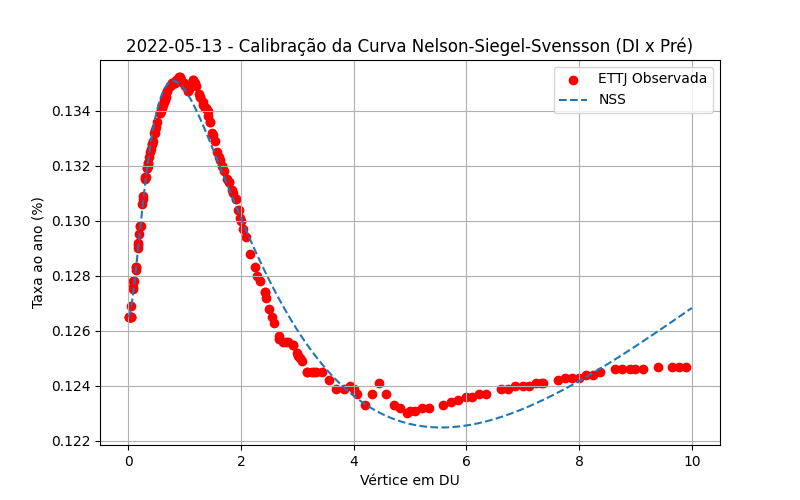 2022-05-13 - Calibração da Curva Nelson-Siegel-Svensson (DI x Pré)
ETTJ Observada
NSS
Taxa ao ano (%)
0.134
0.132
0.130
0.128
0.126
0.124
0.122
0 2 4 6 8 10
Vértice em DU